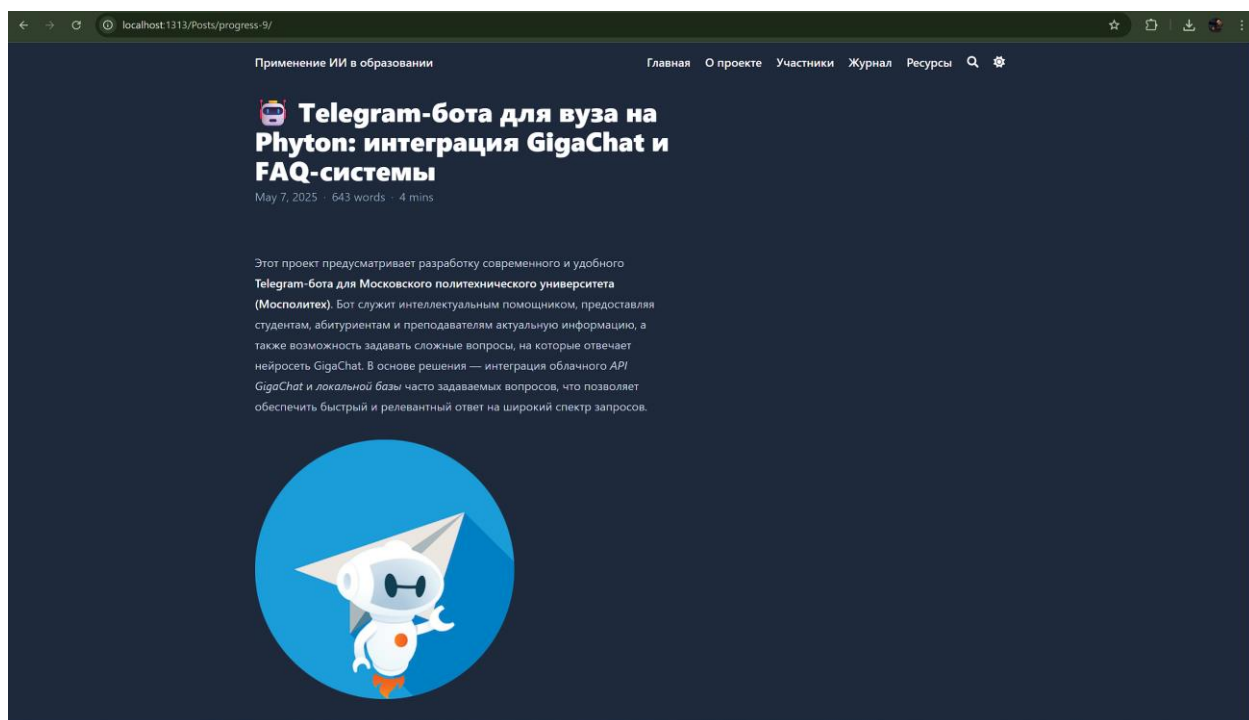 localhost:1313/Posts/progress-9/
Применение ИИ в образовании
Главная О проекте Участники Журнал Ресурсы
Telegram-бота для вуза на
Phyton: интеграция GigaChat и
FAQ-системы
May 7, 2025 · 643 words · 4 mins
Этот проект предусматривает разработку современного и удобного
Telegram-бота для Московского политехнического университета
(Мосполитех). Бот служит интеллектуальным помощником, предоставляя
студентам, абитуриентам и преподавателям актуальную информацию, а
также возможность задавать сложные вопросы, на которые отвечает
нейросеть GigaChat. В основе решения — интеграция облачного API
GigaChat и локальной базы часто задаваемых вопросов, что позволяет
обеспечить быстрый и релевантный ответ на широкий спектр запросов.